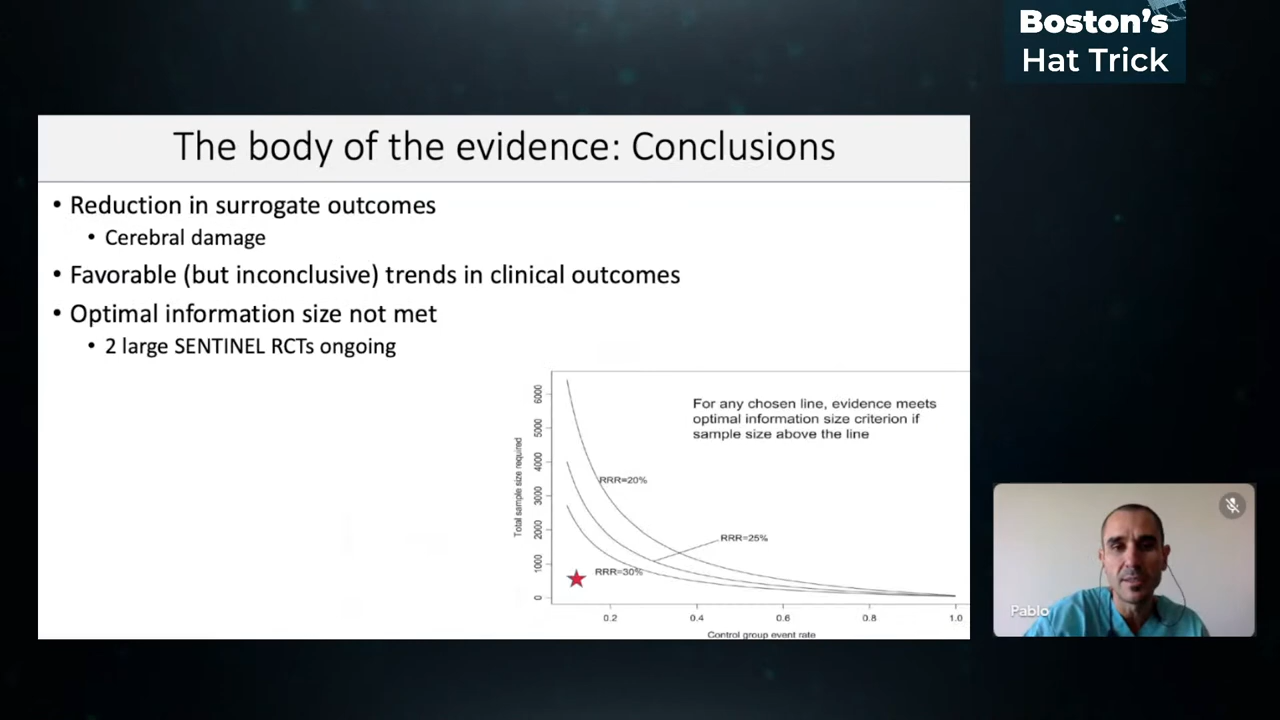 Boston's
Hat Trick
The body of the evidence: Conclusions
• Reduction in surrogate outcomes
• Cerebral damage
• Favorable (but inconclusive) trends in clinical outcomes
• Optimal information size not met
• 2 large SENTINEL RCTs ongoing
For any chosen line, evidence meets
optimal information size criterion if
sample size above the line
Total sample size required
6000
5000
4000
3000
2000
1000
0
RRR=20%
RRR=25%
RRR=30%
0.2
0.4
0.6
0.8
1.0
Control group event rate
Pablo